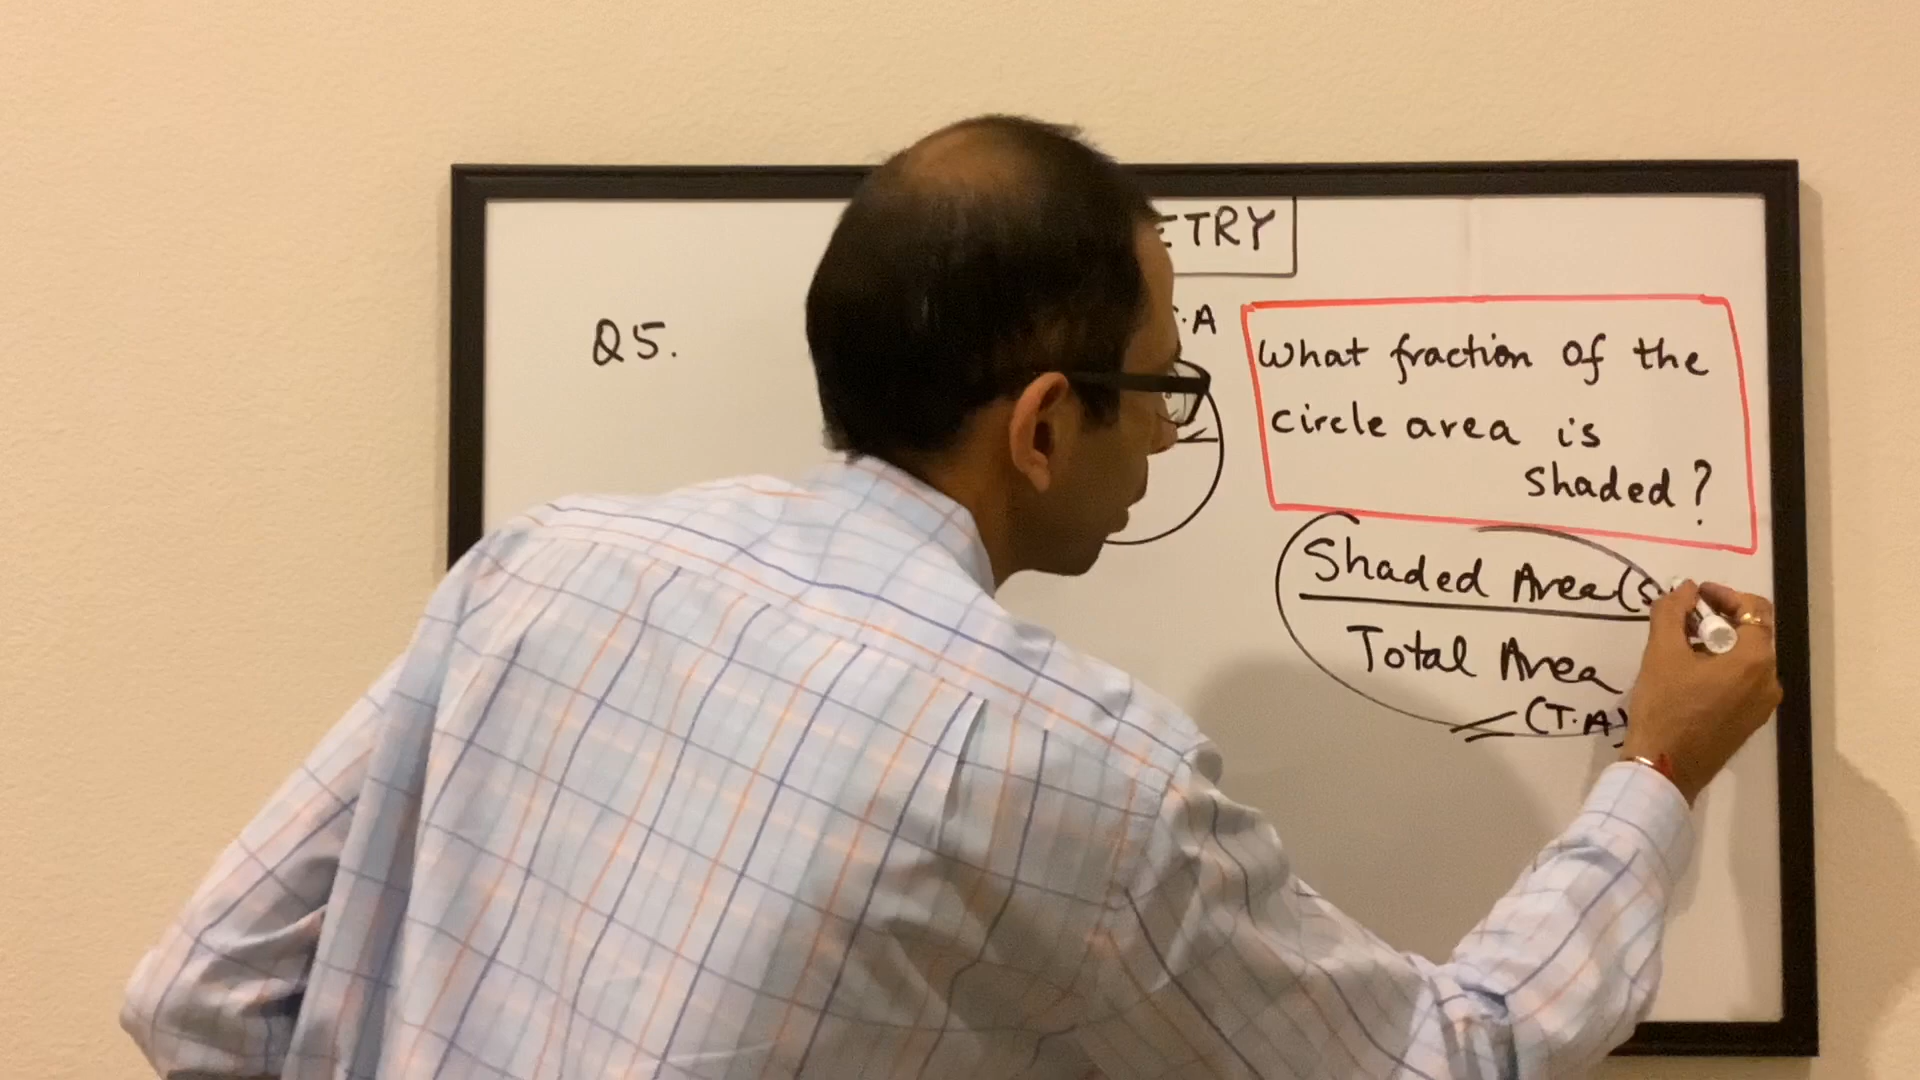 ETRY
Q5.
.A
What fraction of the
circle area is
shaded?
Shaded Area(S
Total Area
(T.A)